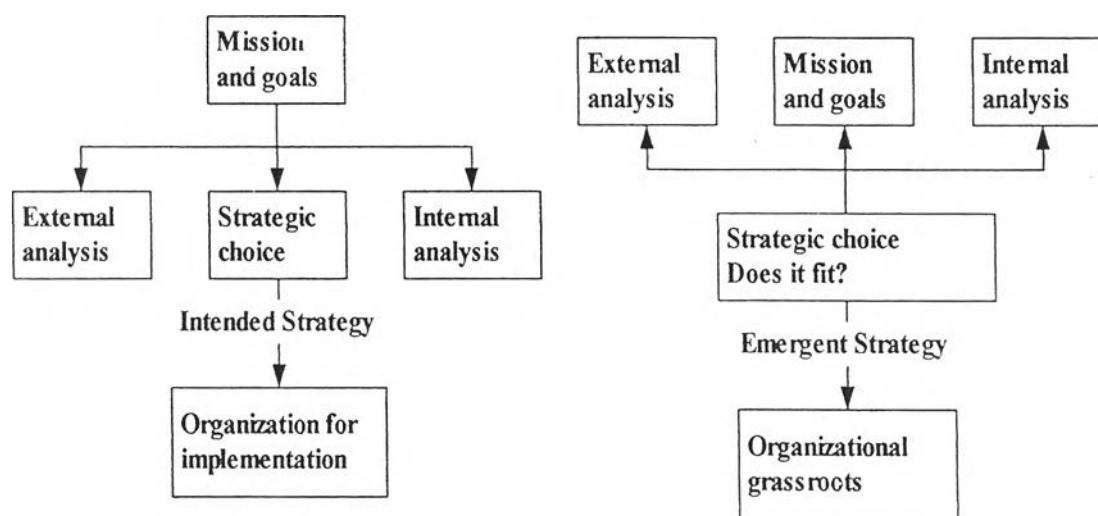 Mission
and goals
External
analysis
Strategic
choice
Internal
analysis
Intended Strategy
Organization for
implementation
External
analysis
Mission
and goals
Internal
analysis
Strategic choice
Does it fit?
Emergent Strategy
Organizational
grassroots